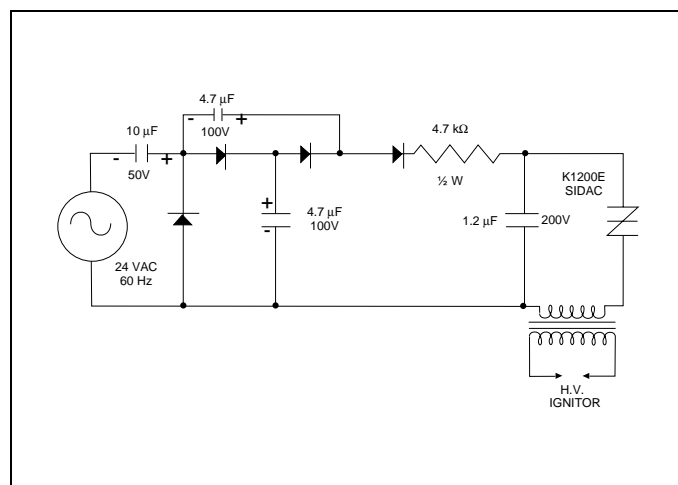 4.7 µF
- +
100V
10 µF
- +
50V
4.7 kΩ
½ W
K1200E
SIDAC
+
-
4.7 µF
100V
1.2 µF
200V
24 VAC
60 Hz
H.V.
IGNITOR